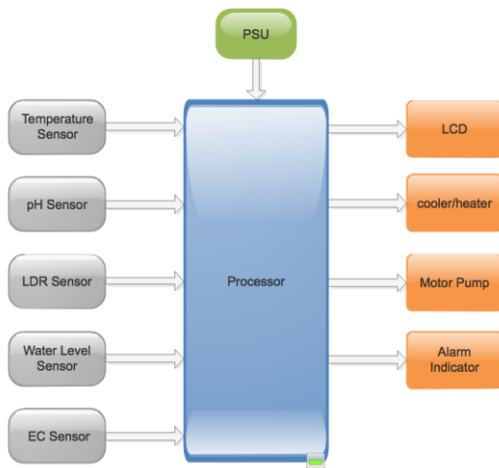 PSU
Temperature
Sensor
pH Sensor
LDR Sensor
Water Level
Sensor
EC Sensor
Processor
LCD
cooler/heater
Motor Pump
Alarm
Indicator